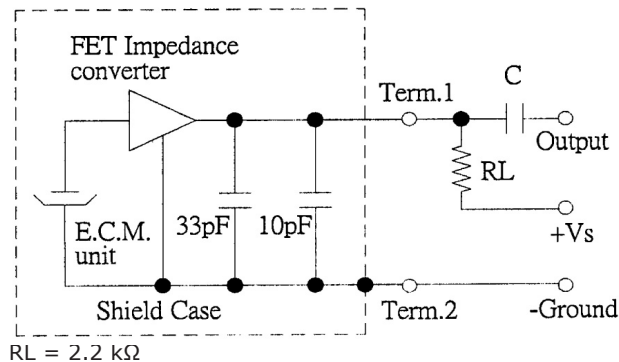 FET Impedance
converter
Term.1
C
Output
RL
+Vs
E.C.M.
unit
33pF
10pF
Shield Case
Term.2
-Ground
RL = 2.2 kΩ